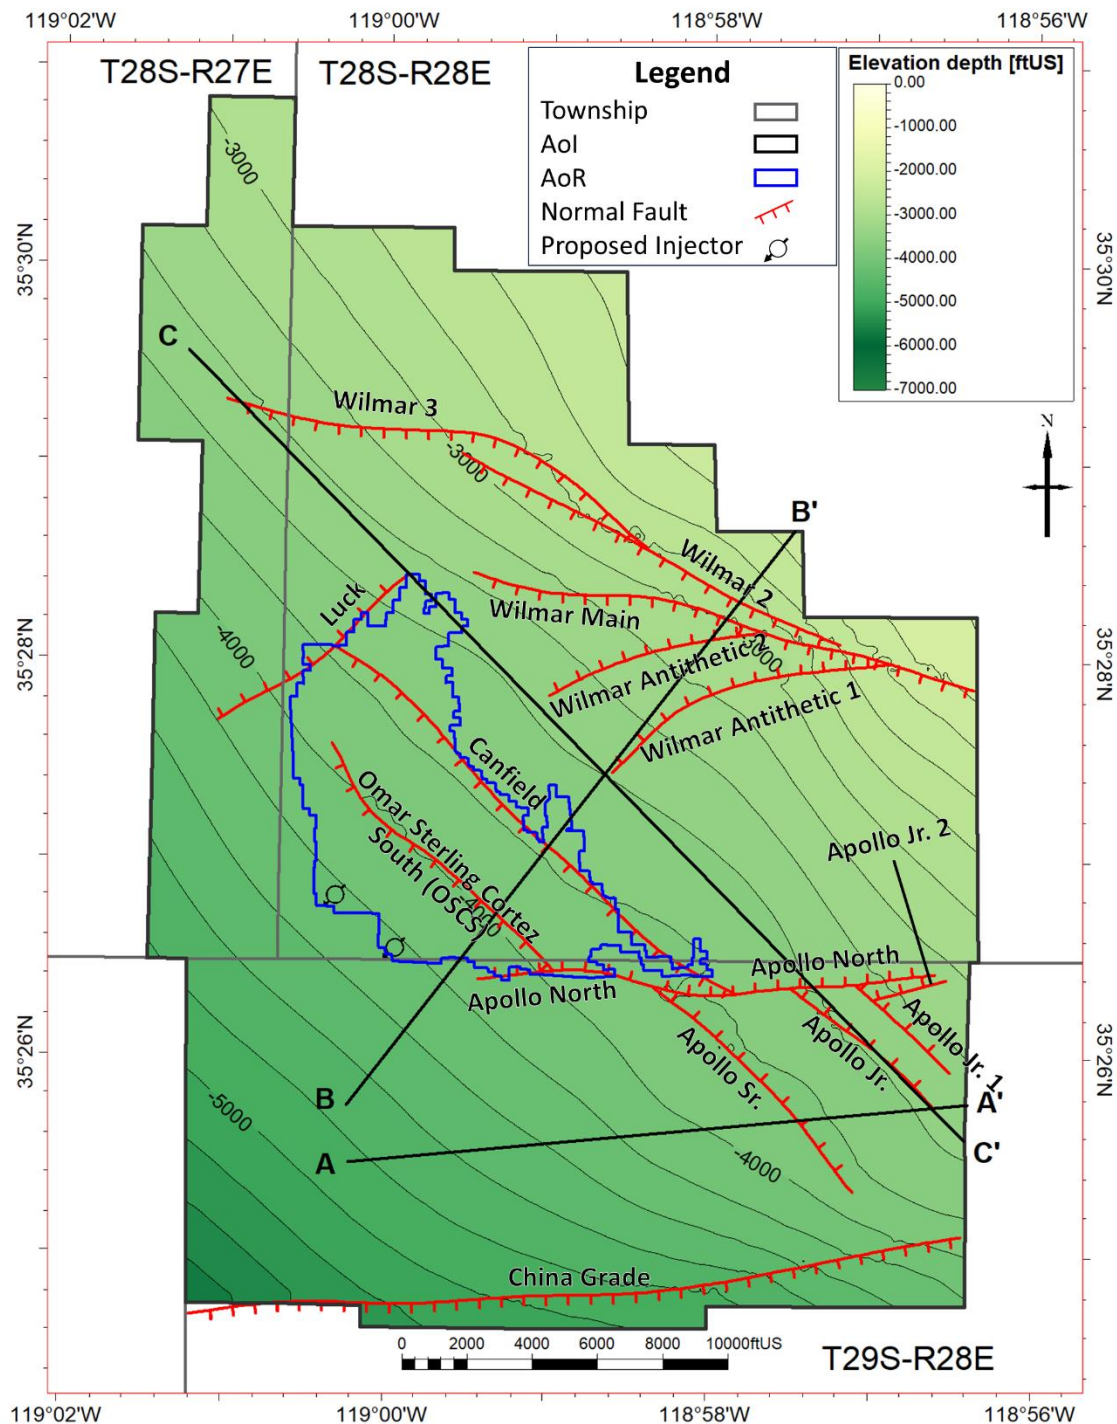 119°02'W 119°00'W 118°58'W 118°56'W
T28S-R27E T28S-R28E
Legend
Township
AoI
AoR
Normal Fault
Proposed Injector
Elevation depth [ftUS]
0.00
-1000.00
-2000.00
-3000.00
-4000.00
-5000.00
-6000.00
-7000.00
-3000
35°30'N
35°30'N
C
Wilmar 3
-3000
N
B'
Wilmar 2
Luck
Wilmar Main
-3000
35°28'N
35°28'N
-4000
Wilmar Antithetic 2
Wilmar Antithetic 1
Canfield
Omar Sterling Cortez
South (OSCS)
-4000
Apollo Jr. 2
Apollo North
Apollo North
Apollo Sr.
Apollo Jr.
Apollo Jr. 1
35°26'N
35°26'N
B
-5000
A'
A
C'
-4000
China Grade
0 2000 4000 6000 8000 10000ftUS
T29S-R28E
119°02'W 119°00'W 118°58'W 118°56'W